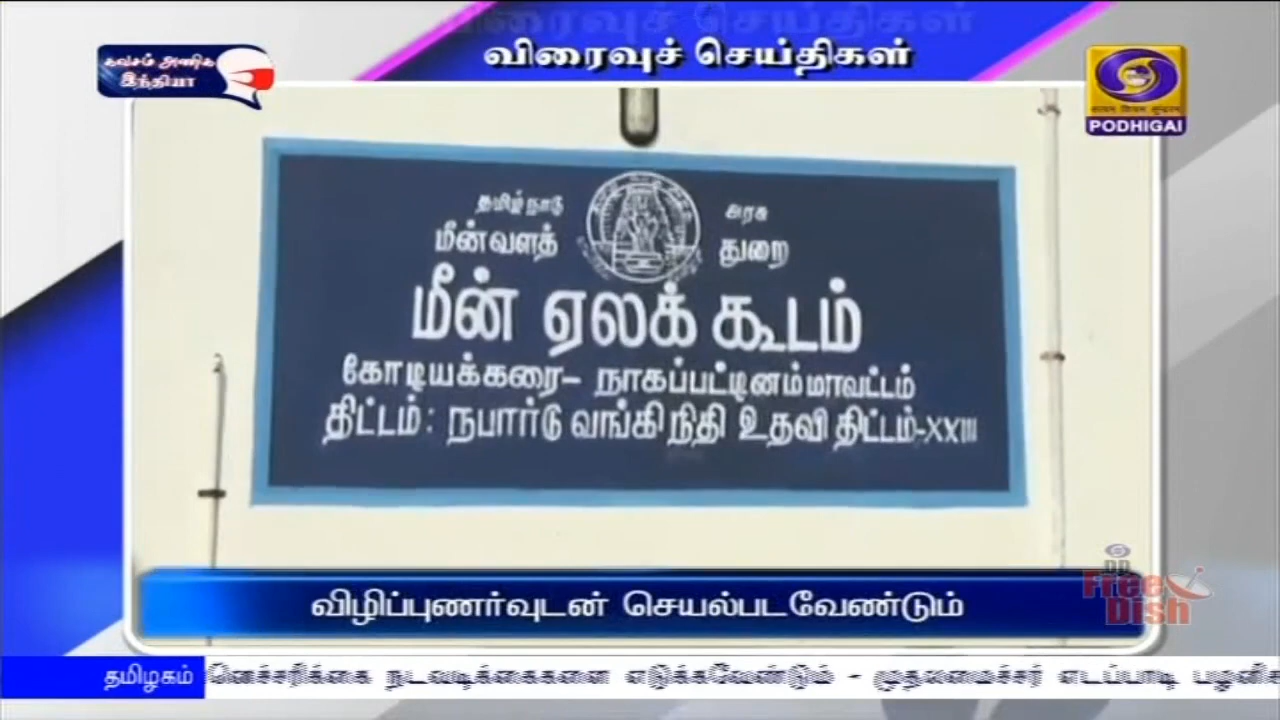 விரைவுச் செய்திகள்
கவசம் அணிக
இந்தியா
PODHIGAI
தமிழ்நாடு அரசு
மீன்வளத் துறை
மீன் ஏலக் கூடம்
கோடியக்கரை- நாகப்பட்டினம்மாவட்டம்
திட்டம்: நபார்டு வங்கி நிதி உதவி திட்டம்-XXIII
விழிப்புணர்வுடன் செயல்படவேண்டும்
DD
Free Dish
தமிழகம் னெச்சரிக்கை நடவடிக்கைகளை எடுக்கவேண்டும் - முதலமைச்சர் எடப்பாடி பழனிச